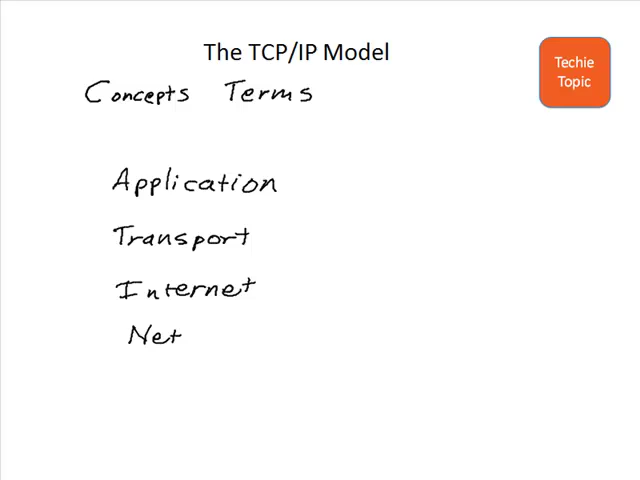 The TCP/IP Model
Techie
Topic
Concepts Terms
Application
Transport
Internet
Net